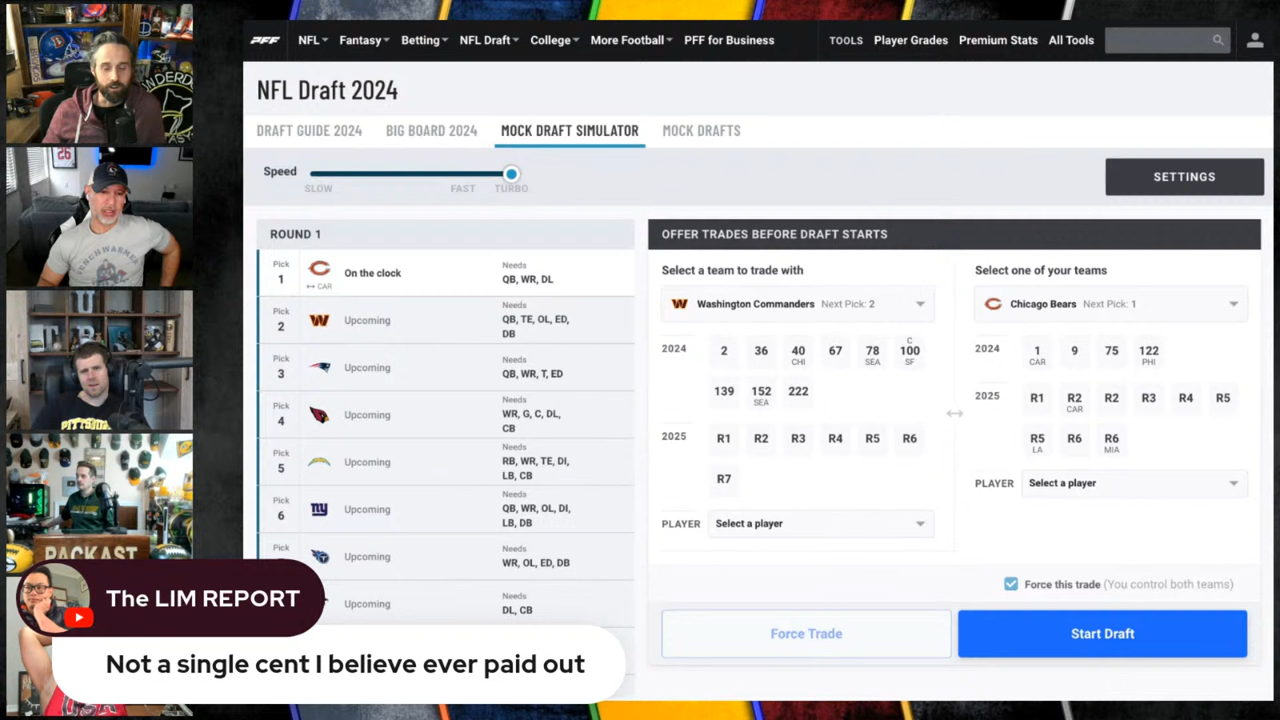 PFF NFL Fantasy Betting NFL Draft College More Football PFF for Business TOOLS Player Grades Premium Stats All Tools
NFL Draft 2024
DRAFT GUIDE 2024 BIG BOARD 2024 MOCK DRAFT SIMULATOR MOCK DRAFTS
Speed
SLOW FAST TURBO
SETTINGS
ROUND 1
Pick 1 On the clock Needs
↔ CAR QB, WR, DL
Pick 2 Upcoming Needs
QB, TE, OL, ED,
DB
Pick 3 Upcoming Needs
QB, WR, T, ED
Pick 4 Upcoming Needs
WR, G, C, DL,
CB
Pick 5 Upcoming Needs
RB, WR, TE, DI,
LB, CB
Pick 6 Upcoming Needs
QB, WR, OL, DI,
LB, DB
Pick Upcoming Needs
WR, OL, ED, DB
Upcoming Needs
DL, CB
OFFER TRADES BEFORE DRAFT STARTS
Select a team to trade with
Washington Commanders Next Pick: 2
2024 2 36 40 CHI 67 78 SEA C 100 SF
139 152 SEA 222
2025 R1 R2 R3 R4 R5 R6
R7
PLAYER Select a player
Select one of your teams
Chicago Bears Next Pick: 1
2024 1 CAR 9 75 122 PHI
2025 R1 R2 CAR R2 R3 R4 R5
R5 LA R6 R6 MIA
PLAYER Select a player
Force this trade (You control both teams)
Force Trade
Start Draft
PACKAST
The LIM REPORT
Not a single cent I believe ever paid out